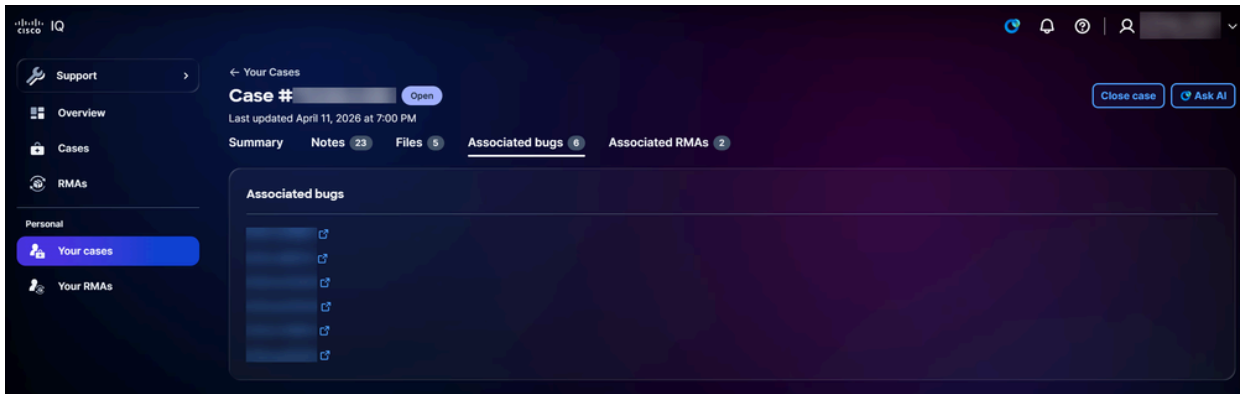 cisco IQ
Support
Overview
Cases
RMAs
Personal
Your cases
Your RMAs
← Your Cases
Case # Open
Last updated April 11, 2026 at 7:00 PM
Close case Ask AI
Summary Notes 23 Files 5 Associated bugs 6 Associated RMAs 2
Associated bugs